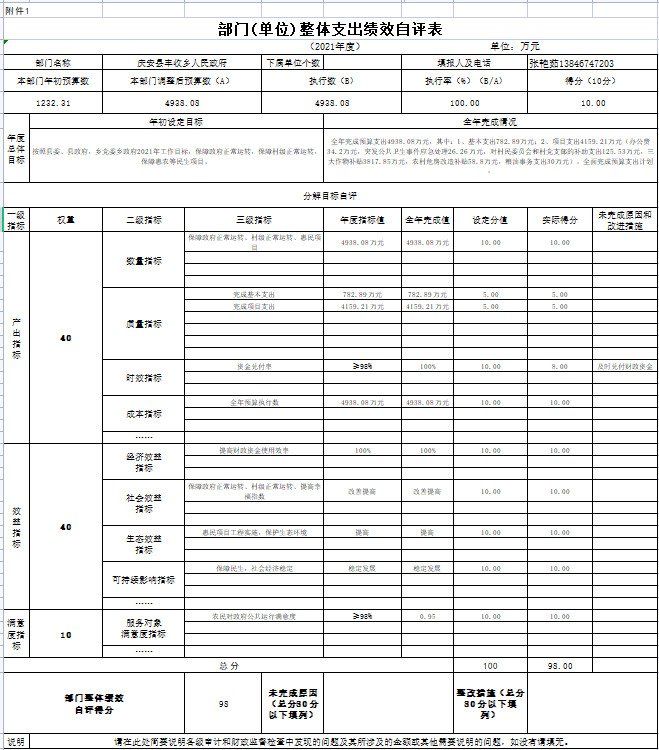 附件1
部门(单位)整体支出绩效自评表
(2021年度) 单位: 万元
部门名称 庆安县丰收乡人民政府 下属单位个数 填报人及电话 张艳茹13846747203
本部门年初预算数 本部门调整后预算数(A) 执行数(B) 执行率(%)(B/A) 得分(10分)
1232.31 4938.08 4938.08 100.00 10.00
年度总体目标 年初设定目标 全年完成情况
按照县委、县政府,乡党委乡政府2021年工作目标,保障政府正常运转,保障村级正常运转,
保障惠农等民生项目。
全年完成预算支出4938.08万元,其中:1、基本支出782.89万元;2、项目支出4159.21万元(办公费
34.2万元,突发公共卫生事件应急处理26.26万元,对村民委员会和村党支部的补助支出125.53万元,三
大作物补贴3817.85万元,农村危房改造补贴58.8万元,粮油事务支出30万元)。全面完成预算支出计划
。
分解目标自评
一级指标 权重 二级指标 三级指标 年度指标值 全年完成值 设定分值 实际得分 未完成原因和改进措施
产出指标 40 数量指标 保障政府正常运转、村级正常运转、惠民项目 4938.08万元 4938.08万元 10.00 10.00
质量指标 完成基本支出 782.89万元 782.89万元 5.00 5.00
完成项目支出 4159.21万元 4159.21万元 5.00 5.00
时效指标 资金兑付率 ≥98% 100% 10.00 8.00 及时兑付财政资金
成本指标 全年预算执行数 4938.08万元 4938.08万元 10.00 10.00
……
效益指标 40 经济效益指标 提高财政资金使用效率 100% 100% 10.00 10.00
社会效益指标 保障政府正常运转、村级正常运转、提高幸福指数 改善提高 改善提高 10.00 10.00
生态效益指标 惠民项目工程实施,保护生态环境 提高 提高 10.00 10.00
可持续影响指标 保障民生,社会经济稳定 稳定发展 稳定发展 10.00 10.00
……
满意度指标 10 服务对象满意度指标 农民对政府公共运行满意度 ≥98% 0.95 10.00 10.00
……
总分 100 98.00
部门整体绩效自评得分 98 未完成原因(总分80分以下填列) 整改措施(总分80分以下填列)
说明 请在此处简要说明各级审计和财政监督检查中发现的问题及其所涉及的金额或其他需要说明的问题,如没有请填无。